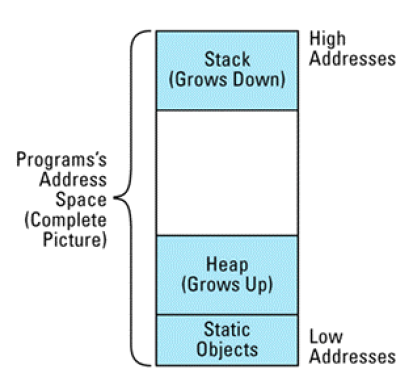 Stack
(Grows Down)
High
Addresses
Programs's
Address
Space
(Complete
Picture)
Heap
(Grows Up)
Static
Objects
Low
Addresses